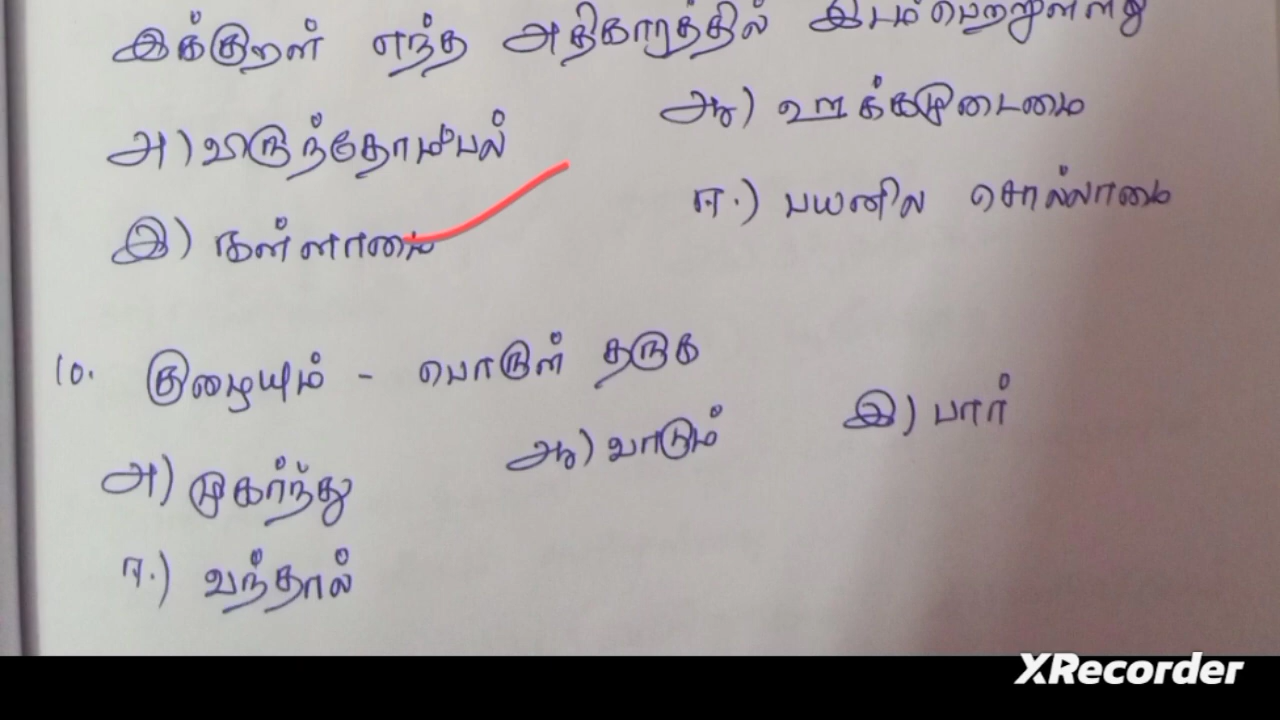 இக்குறள் எந்த அதிகாரத்தில் இடம்பெற்றுள்ளது
அ) விருந்தோம்பல்
ஆ) ஊக்கமுடைமை
இ) கள்ளாமை
ஈ.) பயனில சொல்லாமை
10. குழையும் - பொருள் தருக
அ) முகர்ந்து
ஆ) வாடும்
இ) பார்
ஈ.) வந்தால்
XRecorder